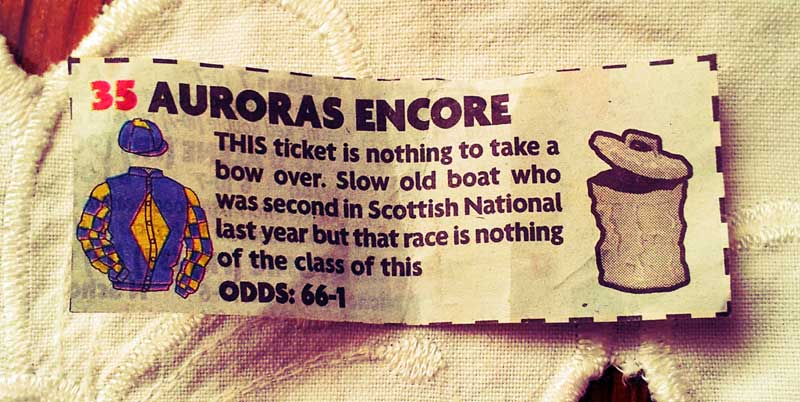 35 AURORAS ENCORE
THIS ticket is nothing to take a
bow over. Slow old boat who
was second in Scottish National
last year but that race is nothing
of the class of this
ODDS: 66-1